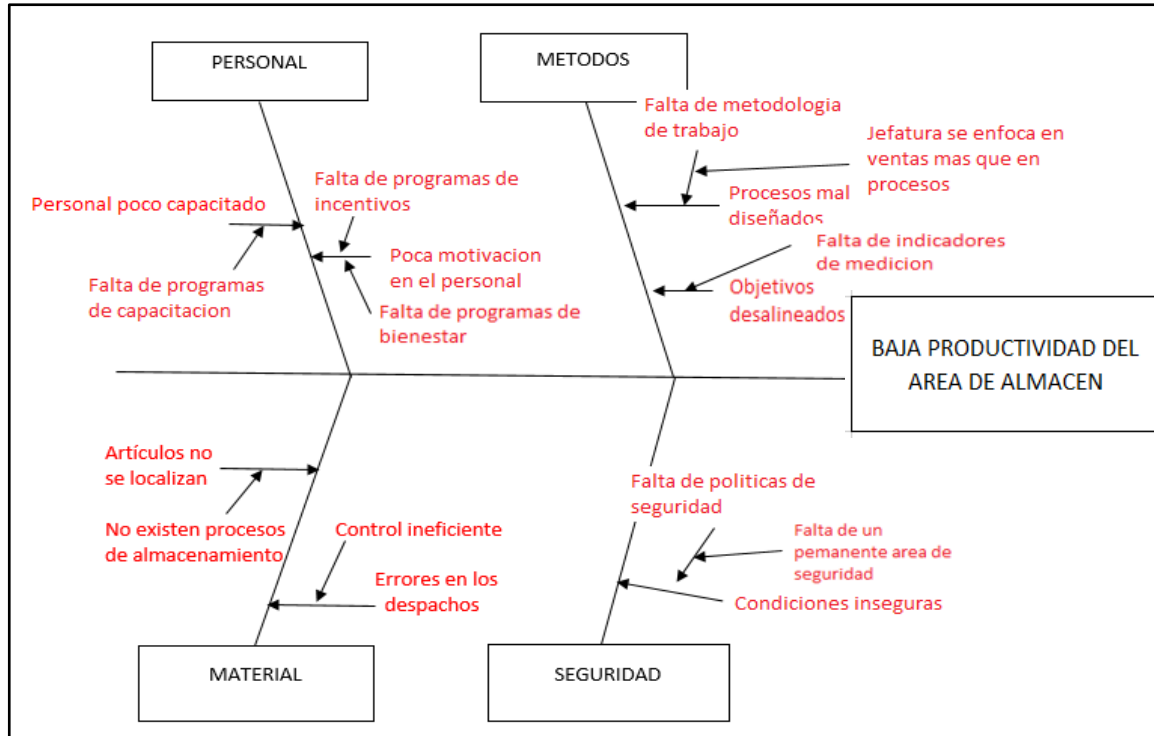 PERSONAL
METODOS
Falta de metodologia
de trabajo
Jefatura se enfoca en
ventas mas que en
procesos
Falta de programas de
incentivos
Personal poco capacitado
Procesos mal
diseñados
Falta de indicadores
de medicion
Poca motivacion
en el personal
Falta de programas
de capacitacion
Falta de programas de
bienestar
Objetivos
desalineados
BAJA PRODUCTIVIDAD DEL
AREA DE ALMACEN
Artículos no
se localizan
No existen procesos
de almacenamiento
Control ineficiente
Errores en los
despachos
Falta de politicas de
seguridad
Falta de un
pemanente area de
seguridad
Condiciones inseguras
MATERIAL
SEGURIDAD